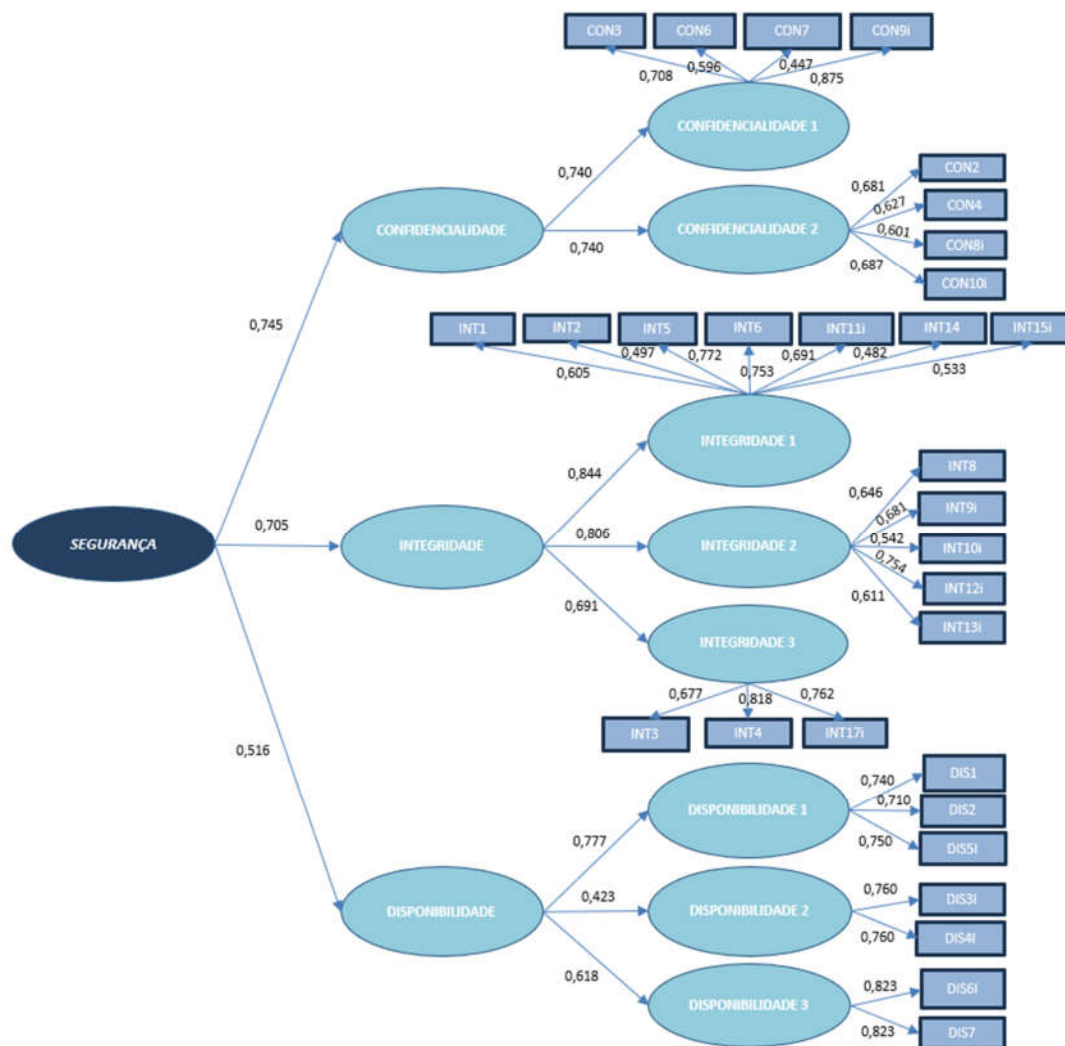 CON3
CON6
CON7
CON9i
0,708
0,596
0,447
0,875
CONFIDENCIALIDADE 1
0,740
CONFIDENCIALIDADE
0,740
CONFIDENCIALIDADE 2
0,681
0,627
0,601
0,687
CON2
CON4
CON8i
CON10i
0,745
INT1
INT2
INT5
INT6
INT11i
INT14
INT15i
0,605
0,497
0,772
0,753
0,691
0,482
0,533
INTEGRIDADE 1
0,844
SEGURANÇA
0,705
INTEGRIDADE
0,806
INTEGRIDADE 2
0,646
0,681
0,542
0,754
0,611
INT8
INT9i
INT10i
INT12i
INT13i
0,691
INTEGRIDADE 3
0,677
0,818
0,762
INT3
INT4
INT17i
0,516
DISPONIBILIDADE 1
0,740
0,710
0,750
DIS1
DIS2
DIS5I
0,777
DISPONIBILIDADE
0,423
DISPONIBILIDADE 2
0,760
0,760
DIS3I
DIS4I
0,618
DISPONIBILIDADE 3
0,823
0,823
DIS6I
DIS7